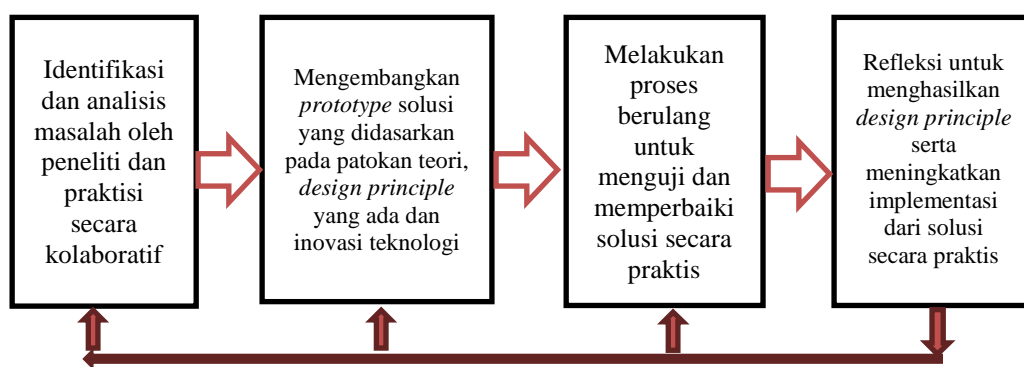 Identifikasi
dan analisis
masalah oleh
peneliti dan
praktisi
secara
kolaboratif
Mengembangkan
prototype solusi
yang didasarkan
pada patokan teori,
design principle
yang ada dan
inovasi teknologi
Melakukan
proses
berulang
untuk
menguji dan
memperbaiki
solusi secara
praktis
Refleksi untuk
menghasilkan
design principle
serta
meningkatkan
implementasi
dari solusi
secara praktis